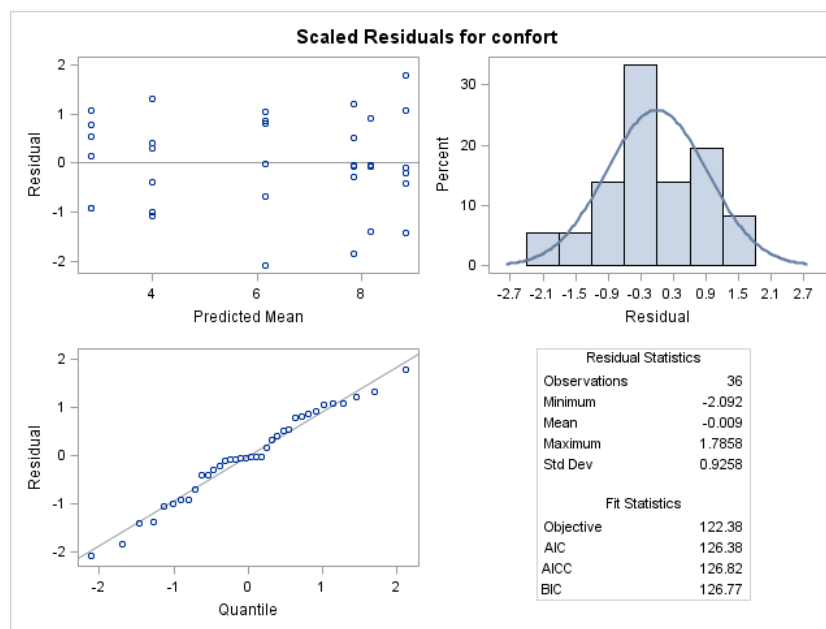 Scaled Residuals for confort
2
1
0
-1
-2
Residual
4 6 8
Predicted Mean
30
20
10
0
Percent
-2.7 -2.1 -1.5 -0.9 -0.3 0.3 0.9 1.5 2.1 2.7
Residual
2
1
0
-1
-2
Residual
-2 -1 0 1 2
Quantile
Residual Statistics
Observations 36
Minimum -2.092
Mean -0.009
Maximum 1.7858
Std Dev 0.9258
Fit Statistics
Objective 122.38
AIC 126.38
AICC 126.82
BIC 126.77